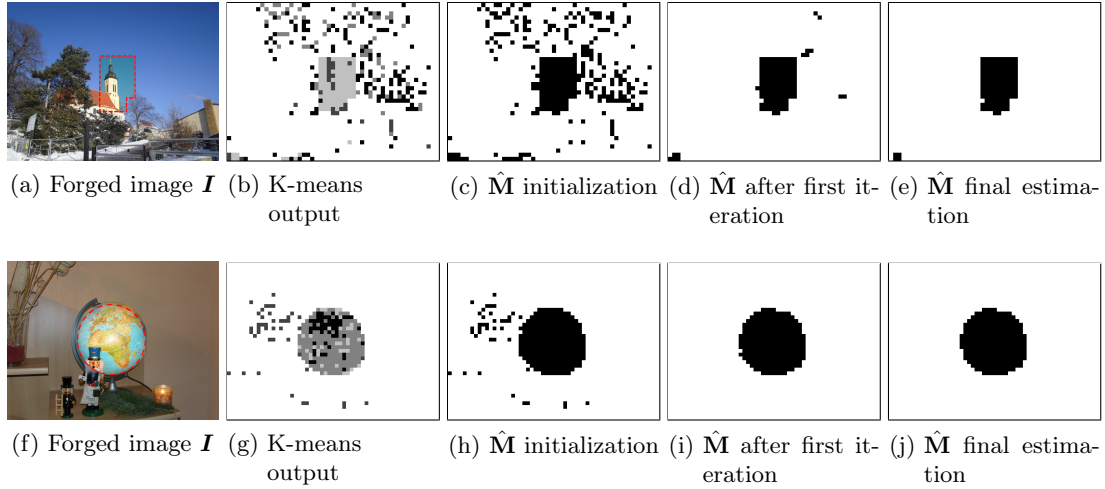 (a) Forged image I
(b) K-means
output
(c) M̂ initialization
(d) M̂ after first it-
eration
(e) M̂ final estima-
tion
(f) Forged image I
(g) K-means
output
(h) M̂ initialization
(i) M̂ after first it-
eration
(j) M̂ final estima-
tion